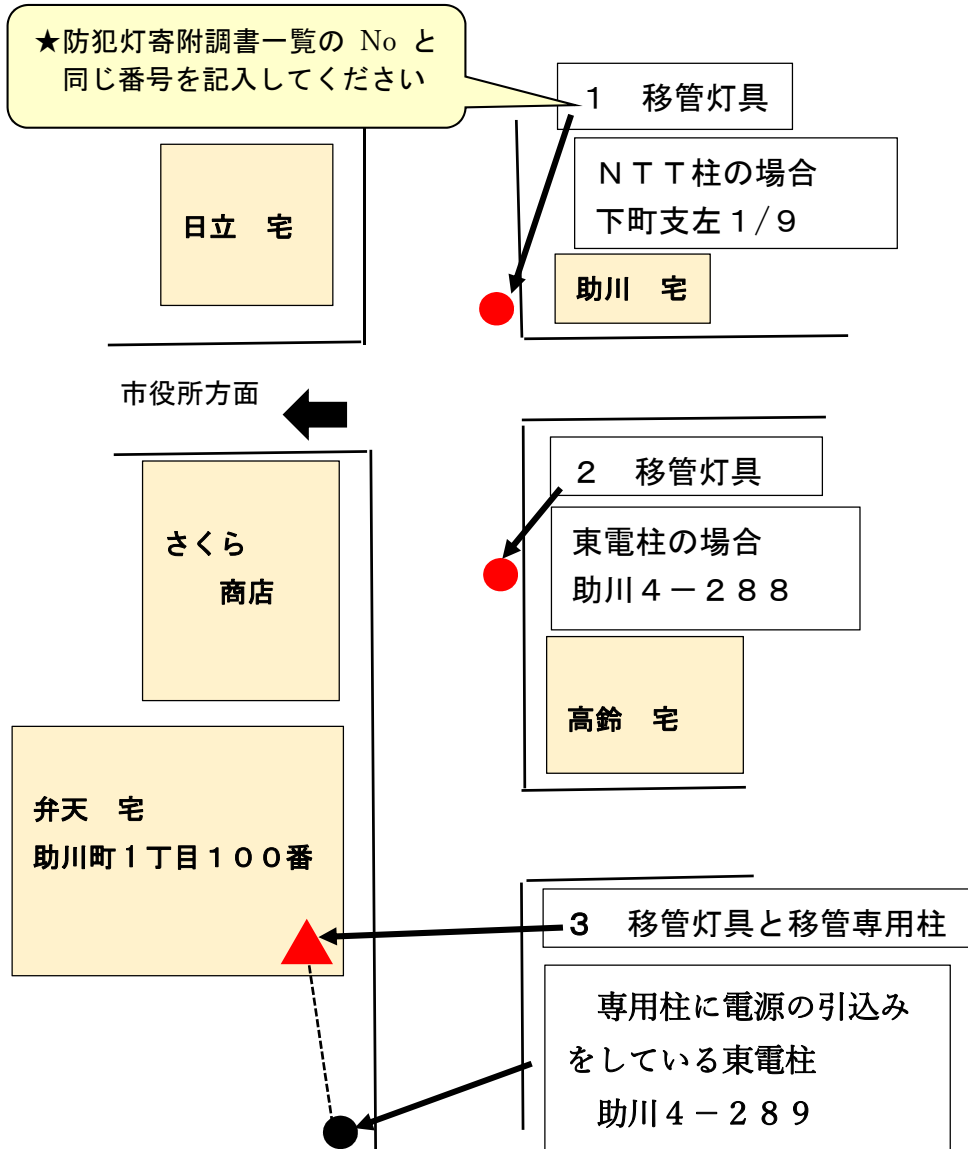 ★防犯灯寄附調書一覧の No と
同じ番号を記入してください
１　移管灯具
ＮＴＴ柱の場合
下町支左１/９
日立　宅
助川　宅
市役所方面
２　移管灯具
東電柱の場合
助川４－２８８
さくら
商店
高鈴　宅
弁天　宅
助川町１丁目１００番
３　移管灯具と移管専用柱
専用柱に電源の引込み
をしている東電柱
助川４－２８９